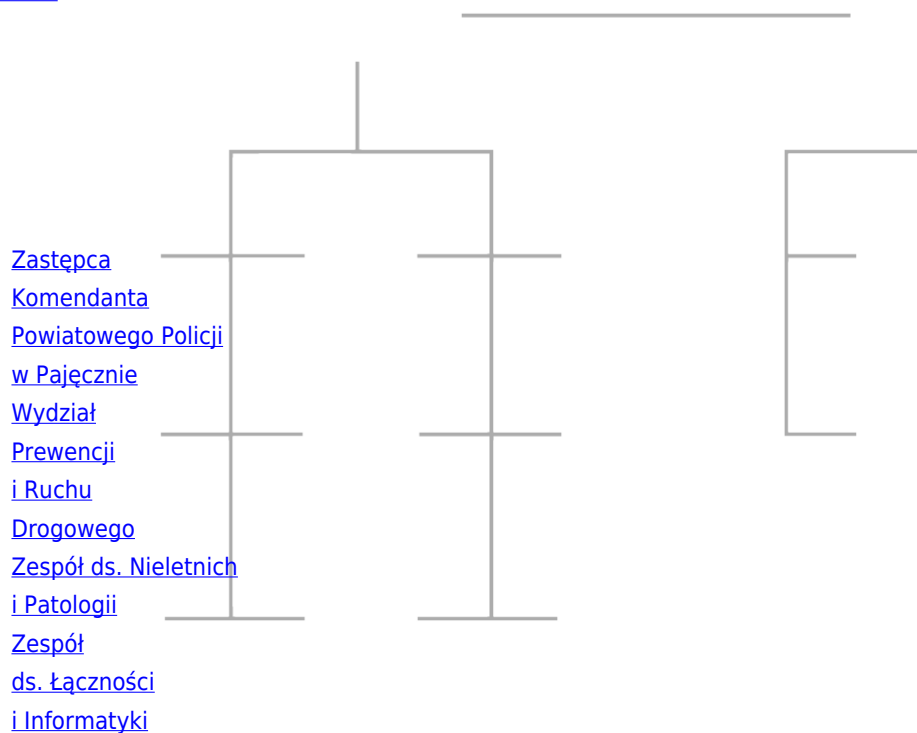 Zastępca
Komendanta
Powiatowego Policji
w Pajęcznie
Wydział
Prewencji
i Ruchu
Drogowego
Zespół ds. Nieletnich
i Patologii
Zespół
ds. Łączności
i Informatyki